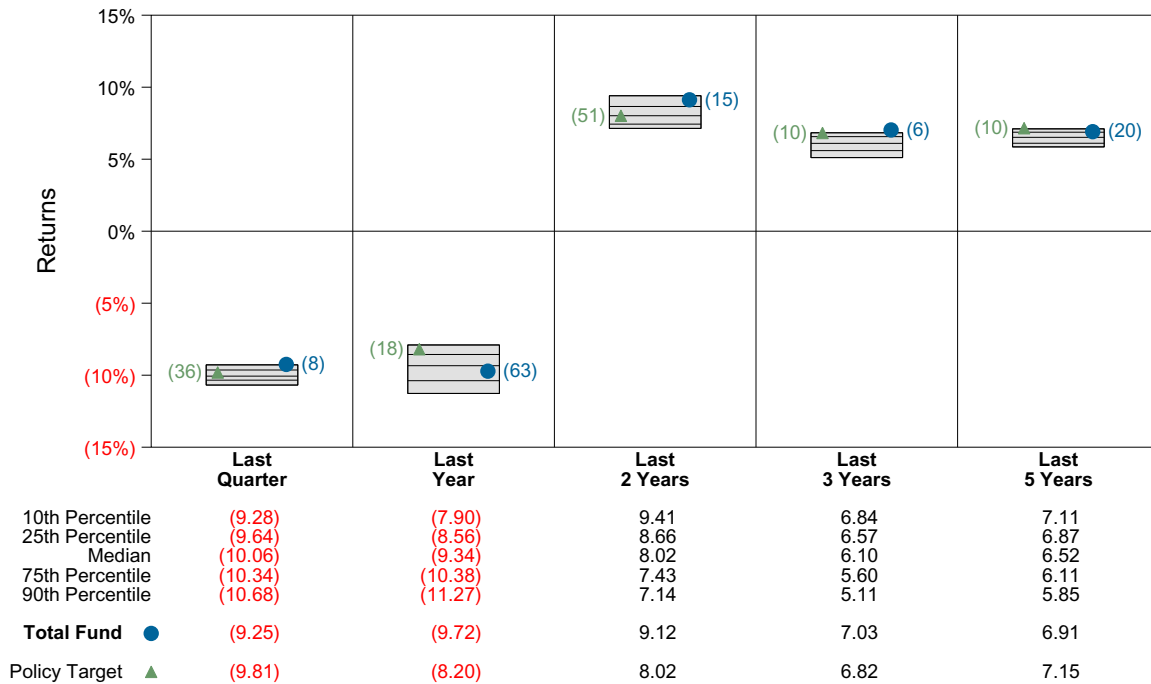 15%
10%
5%
0%
(5%)
(10%)
(15%)
Returns
(36)
(8)
(18)
(63)
(51)
(15)
(10)
(6)
(10)
(20)
Last Quarter
Last Year
Last 2 Years
Last 3 Years
Last 5 Years
10th Percentile (9.28) (7.90) 9.41 6.84 7.11
25th Percentile (9.64) (8.56) 8.66 6.57 6.87
Median (10.06) (9.34) 8.02 6.10 6.52
75th Percentile (10.34) (10.38) 7.43 5.60 6.11
90th Percentile (10.68) (11.27) 7.14 5.11 5.85
Total Fund (9.25) (9.72) 9.12 7.03 6.91
Policy Target (9.81) (8.20) 8.02 6.82 7.15